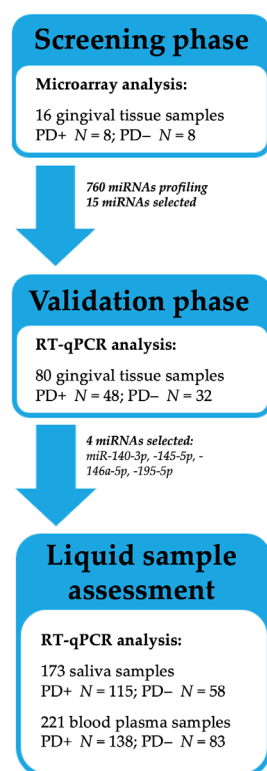 Screening phase
Microarray analysis:
16 gingival tissue samples
PD+ N = 8; PD– N = 8
760 miRNAs profiling
15 miRNAs selected
Validation phase
RT-qPCR analysis:
80 gingival tissue samples
PD+ N = 48; PD– N = 32
4 miRNAs selected:
miR-140-3p, -145-5p, -
146a-5p, -195-5p
Liquid sample
assessment
RT-qPCR analysis:
173 saliva samples
PD+ N = 115; PD– N = 58
221 blood plasma samples
PD+ N = 138; PD– N = 83